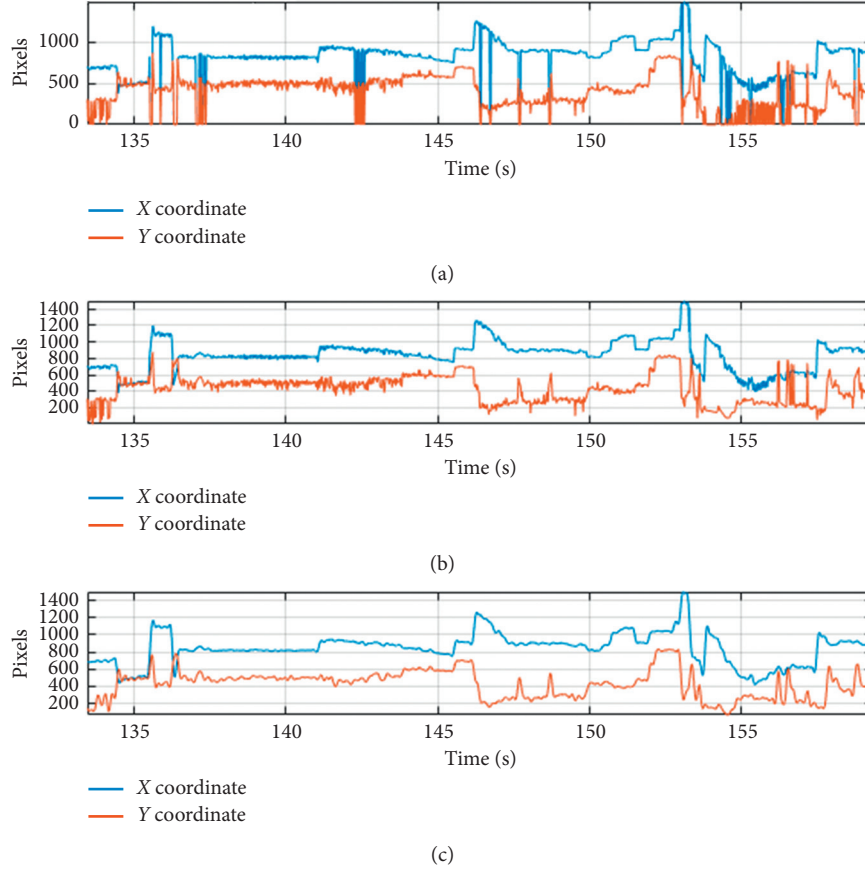 Pixels
1000
500
0
135 140 145 150 155
Time (s)
X coordinate
Y coordinate
(a)
Pixels
1400
1200
1000
800
600
400
200
135 140 145 150 155
Time (s)
X coordinate
Y coordinate
(b)
Pixels
1400
1200
1000
800
600
400
200
135 140 145 150 155
Time (s)
X coordinate
Y coordinate
(c)